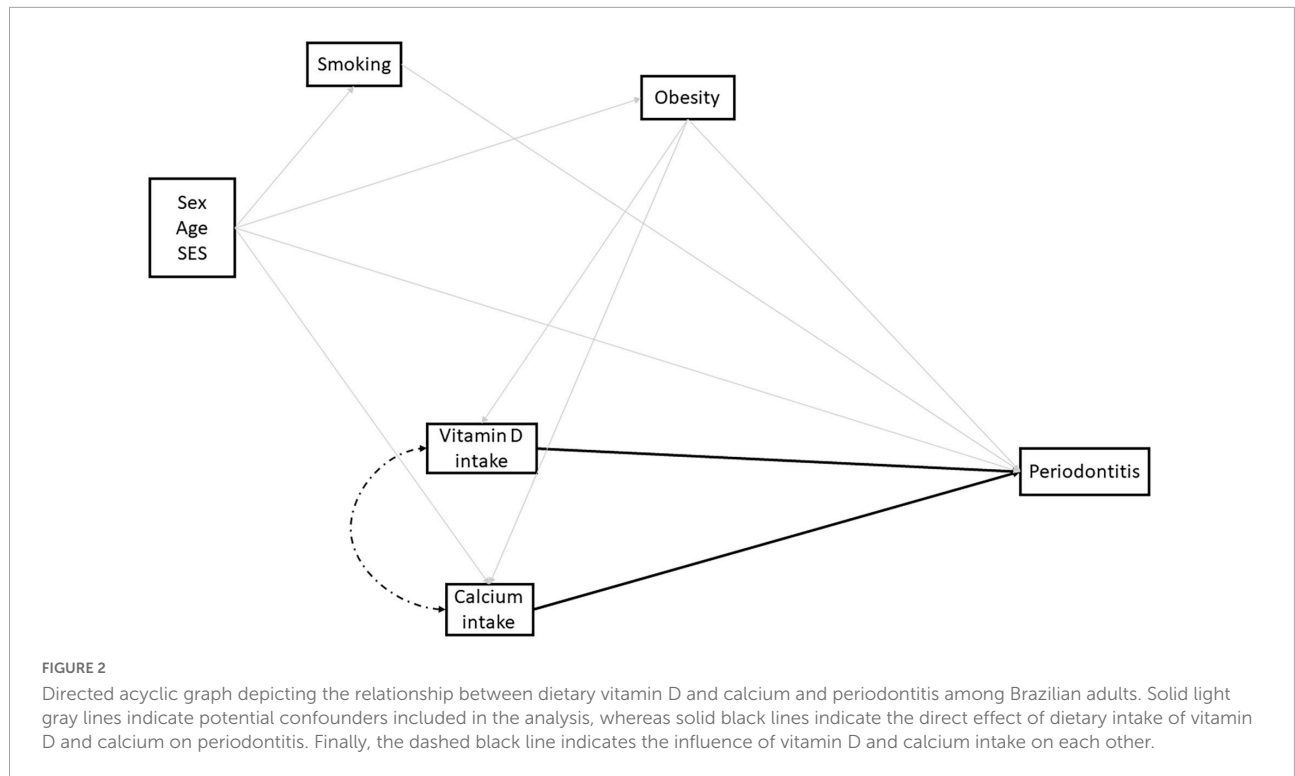 Smoking
Obesity
Sex
Age
SES
Vitamin D
intake
Periodontitis
Calcium
intake
FIGURE 2
Directed acyclic graph depicting the relationship between dietary vitamin D and calcium and periodontitis among Brazilian adults. Solid light
gray lines indicate potential confounders included in the analysis, whereas solid black lines indicate the direct effect of dietary intake of vitamin
D and calcium on periodontitis. Finally, the dashed black line indicates the influence of vitamin D and calcium intake on each other.